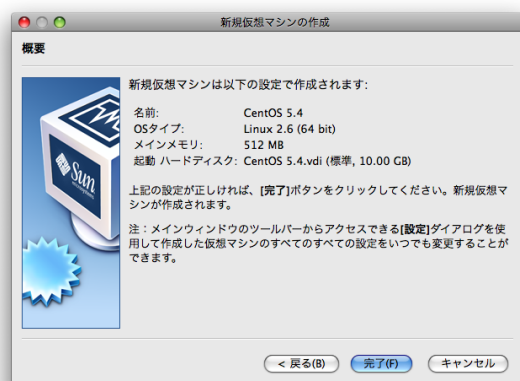 新規仮想マシンの作成
概要
新規仮想マシンは以下の設定で作成されます:
名前: CentOS 5.4
OSタイプ: Linux 2.6 (64 bit)
メインメモリ: 512 MB
起動 ハードディスク: CentOS 5.4.vdi (標準, 10.00 GB)
上記の設定が正しければ、[完了]ボタンをクリックしてください。新規仮想マ
シンが作成されます。
注：メインウィンドウのツールバーからアクセスできる[設定]ダイアログを使
用して作成した仮想マシンのすべてのすべての設定をいつでも変更することが
できます。
Sun
microsystems
< 戻る(B) 完了(F) キャンセル